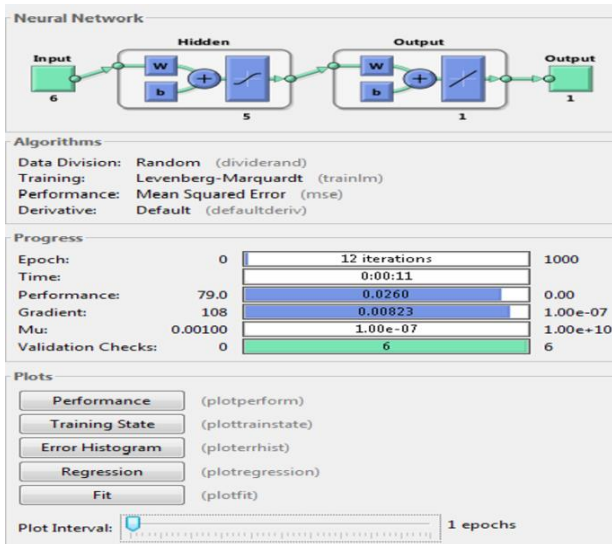 Neural Network
Hidden Output
Input Output
W W
b b
6 5 1 1
Algorithms
Data Division: Random (dividerand)
Training: Levenberg-Marquardt (trainlm)
Performance: Mean Squared Error (mse)
Derivative: Default (defaultderiv)
Progress
Epoch: 0 12 iterations 1000
Time: 0:00:11
Performance: 79.0 0.0260 0.00
Gradient: 108 0.00823 1.00e-07
Mu: 0.00100 1.00e-07 1.00e+10
Validation Checks: 0 6 6
Plots
Performance (plotperform)
Training State (plottrainstate)
Error Histogram (ploterrhist)
Regression (plotregression)
Fit (plotfit)
Plot Interval: 1 epochs